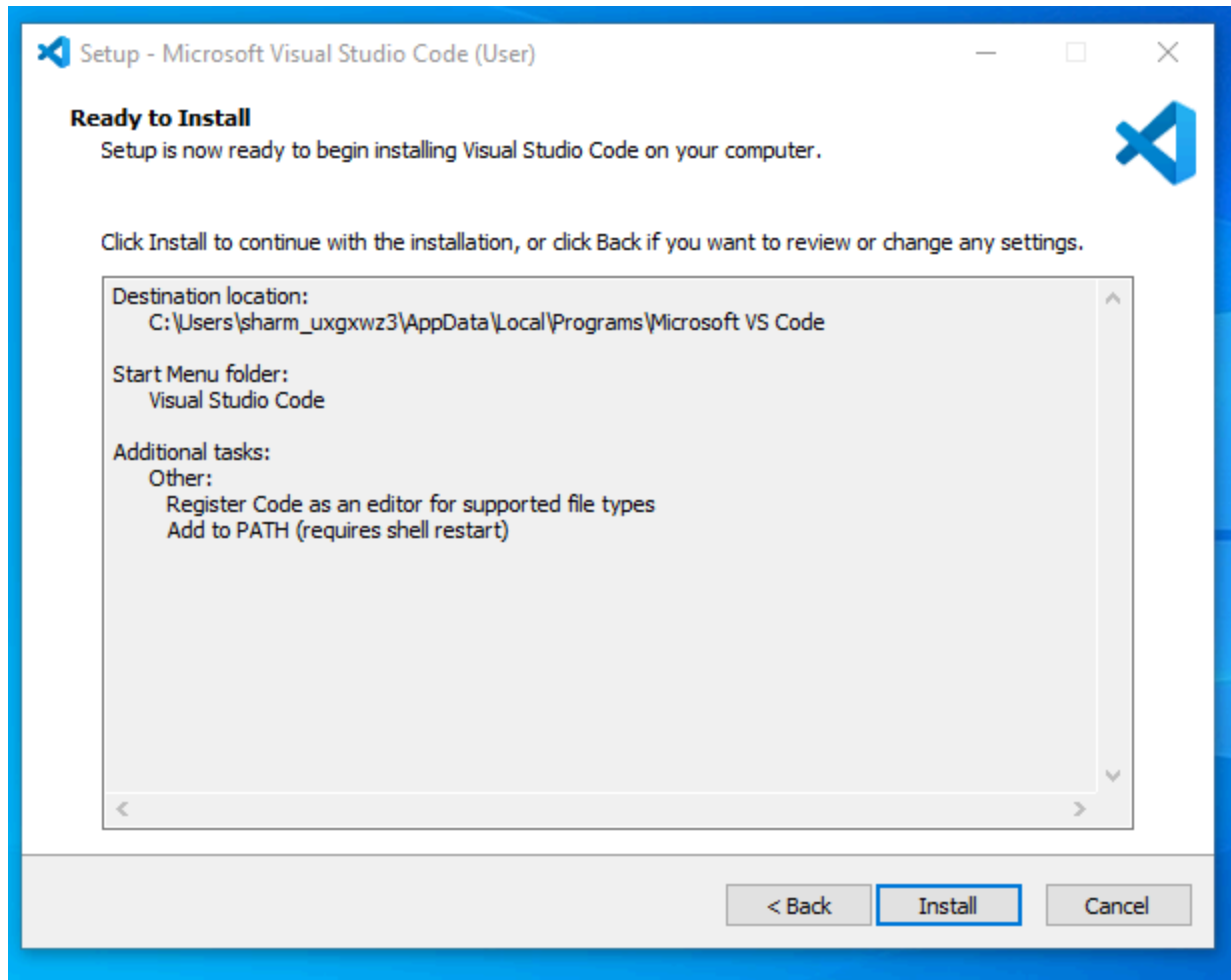 Setup - Microsoft Visual Studio Code (User)
Ready to Install
Setup is now ready to begin installing Visual Studio Code on your computer.
Click Install to continue with the installation, or click Back if you want to review or change any settings.
Destination location:
C:\Users\sharm_uxgxwz3\AppData\Local\Programs\Microsoft VS Code
Start Menu folder:
Visual Studio Code
Additional tasks:
Other:
Register Code as an editor for supported file types
Add to PATH (requires shell restart)
< Back
Install
Cancel